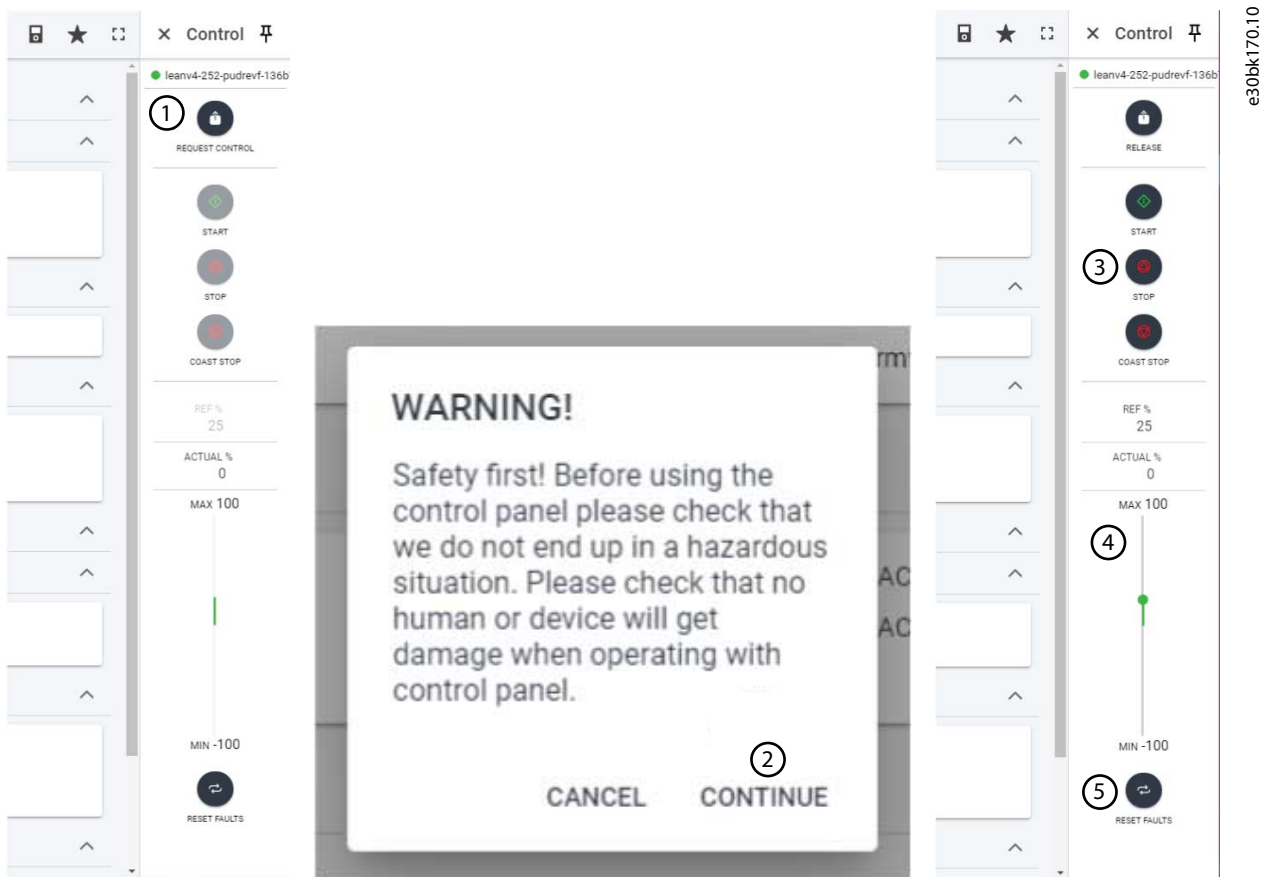 Control
leanv4-252-pudrevf-136b
1
REQUEST CONTROL
START
STOP
COAST STOP
REF %
25
ACTUAL %
0
MAX 100
MIN -100
RESET FAULTS
WARNING!
Safety first! Before using the
control panel please check that
we do not end up in a hazardous
situation. Please check that no
human or device will get
damage when operating with
control panel.
2
CANCEL CONTINUE
AC
AC
Control
leanv4-252-pudrevf-136b
RELEASE
START
3
STOP
COAST STOP
REF %
25
ACTUAL %
0
MAX 100
4
MIN -100
5
RESET FAULTS
e30bk170.10